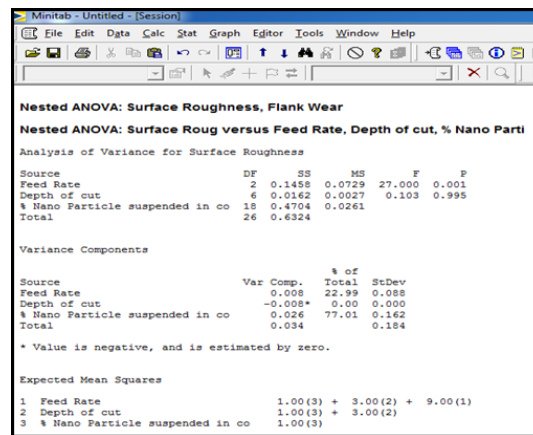 Minitab - Untitled - [Session]
File Edit Data Calc Stat Graph Editor Tools Window Help
Nested ANOVA: Surface Roughness, Flank Wear
Nested ANOVA: Surface Roug versus Feed Rate, Depth of cut, % Nano Parti
Analysis of Variance for Surface Roughness
Source DF SS MS F P
Feed Rate 2 0.1458 0.0729 27.000 0.001
Depth of cut 6 0.0162 0.0027 0.103 0.995
% Nano Particle suspended in co 18 0.4704 0.0261
Total 26 0.6324
Variance Components
% of
Source Var Comp. Total StDev
Feed Rate 0.008 22.99 0.088
Depth of cut -0.008* 0.00 0.000
% Nano Particle suspended in co 0.026 77.01 0.162
Total 0.034 0.184
* Value is negative, and is estimated by zero.
Expected Mean Squares
1 Feed Rate 1.00(3) + 3.00(2) + 9.00(1)
2 Depth of cut 1.00(3) + 3.00(2)
3 % Nano Particle suspended in co 1.00(3)